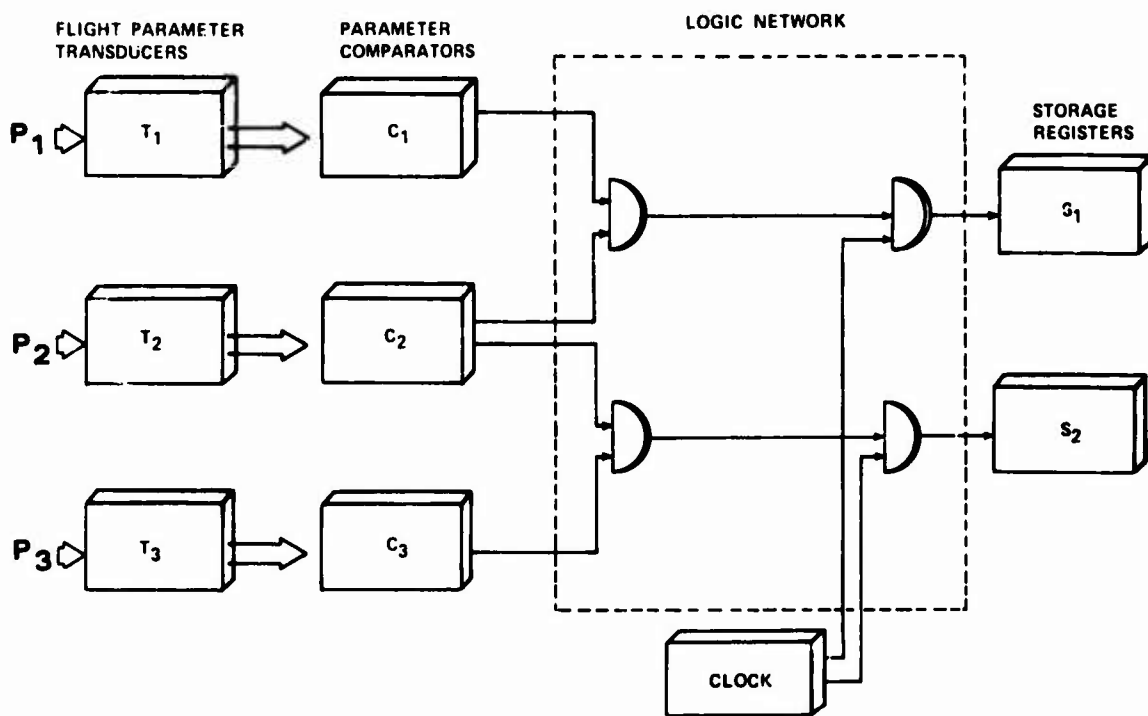 FLIGHT PARAMETER
TRANSDUCERS
PARAMETER
COMPARATORS
LOGIC NETWORK
STORAGE
REGISTERS
P1
T1
C1
S1
P2
T2
C2
S2
P3
T3
C3
CLOCK